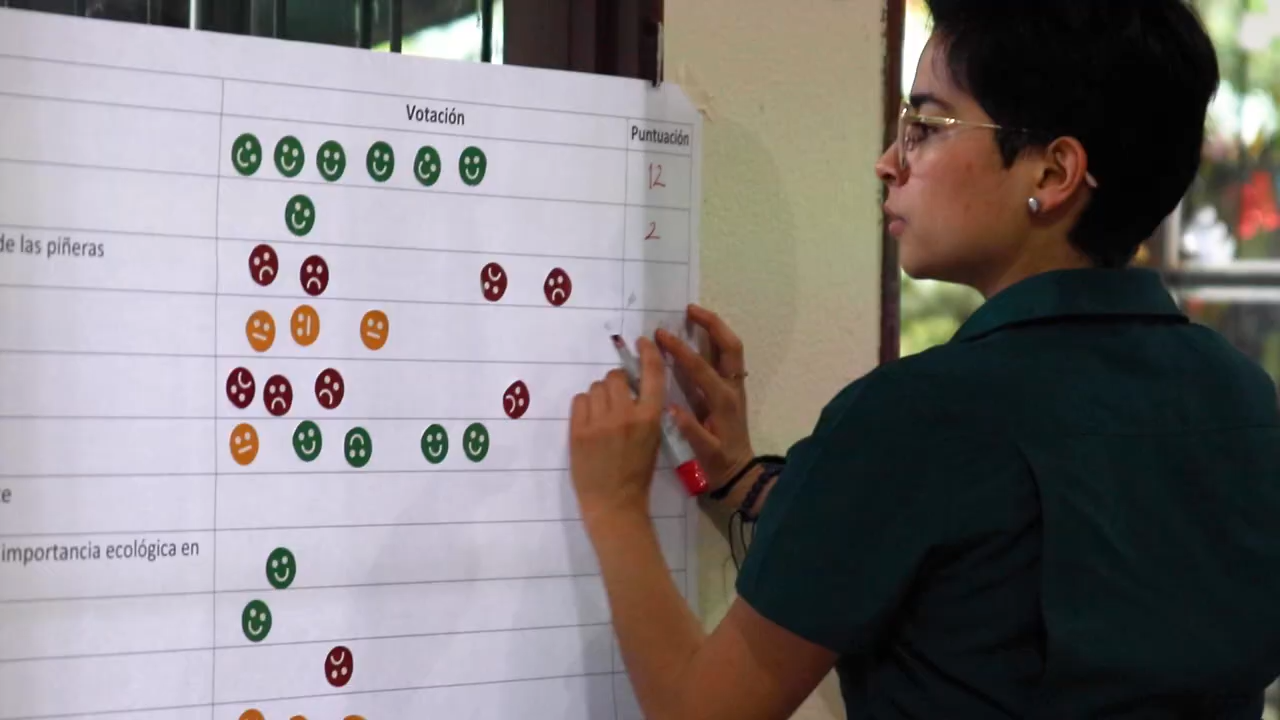 Votación
Puntuación
12
2
de las piñeras
e
importancia ecológica en